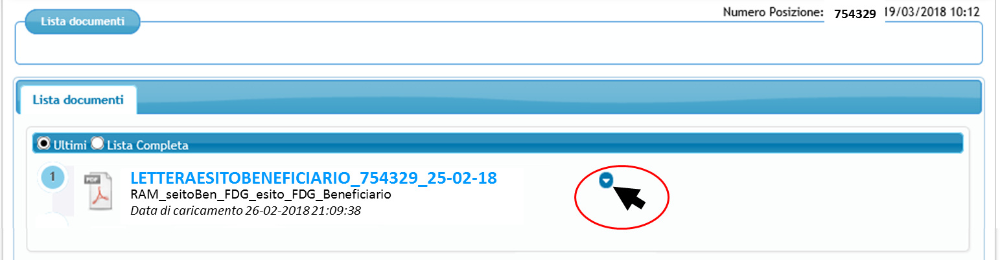 Numero Posizione: 754329 19/03/2018 10:12
Lista documenti
Lista documenti
Ultimi Lista Completa
1
PDF
LETTERAESITOBENEFICIARIO_754329_25-02-18
RAM_seitoBen_FDG_esito_FDG_Beneficiario
Data di caricamento 26-02-2018 21:09:38